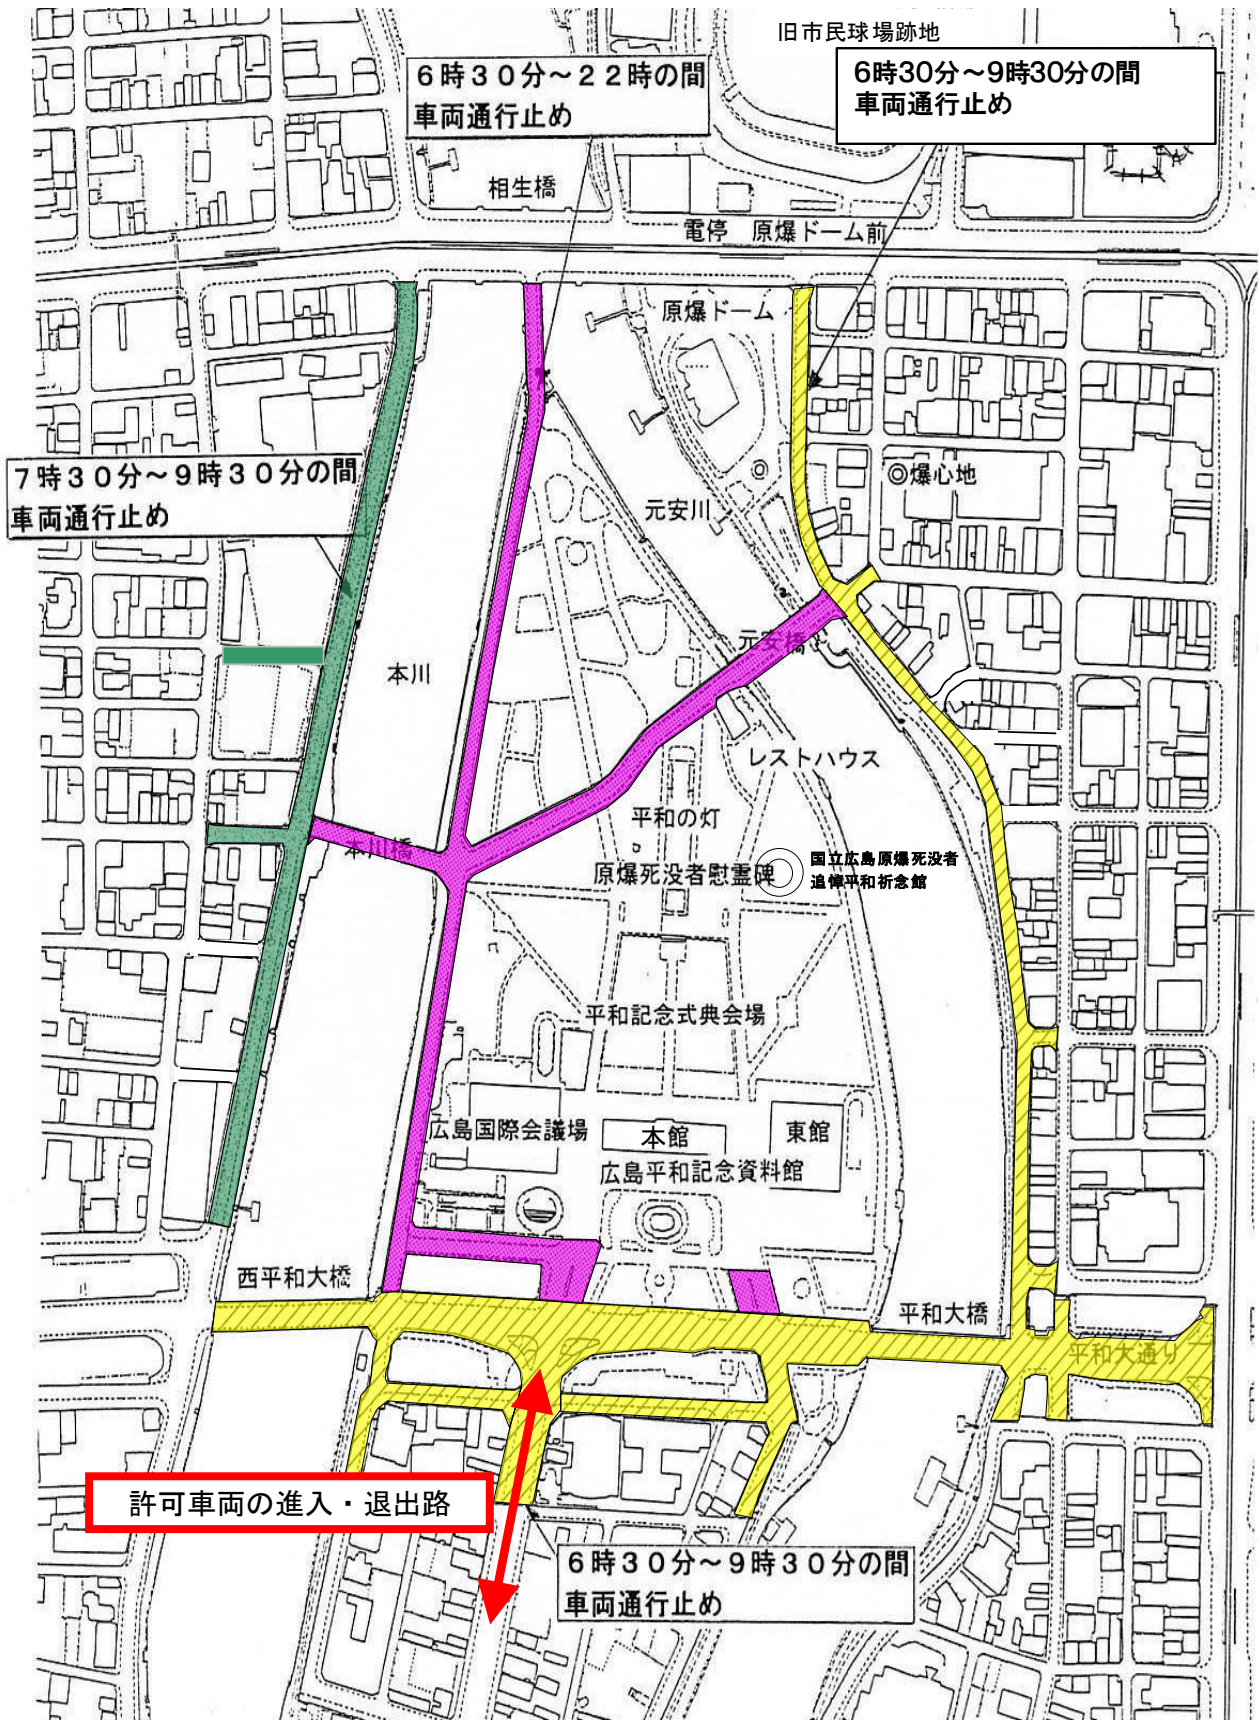 旧市民球場跡地
6時30分～22時の間
車両通行止め
6時30分～9時30分の間
車両通行止め
相生橋
電停　原爆ドーム前
原爆ドーム
7時30分～9時30分の間
車両通行止め
◎爆心地
元安川
元安橋
本川
レストハウス
平和の灯
本川橋
原爆死没者慰霊碑
国立広島原爆死没者
追悼平和祈念館
平和記念式典会場
広島国際会議場
本館
東館
広島平和記念資料館
西平和大橋
平和大橋
平和大通り
許可車両の進入・退出路
6時30分～9時30分の間
車両通行止め